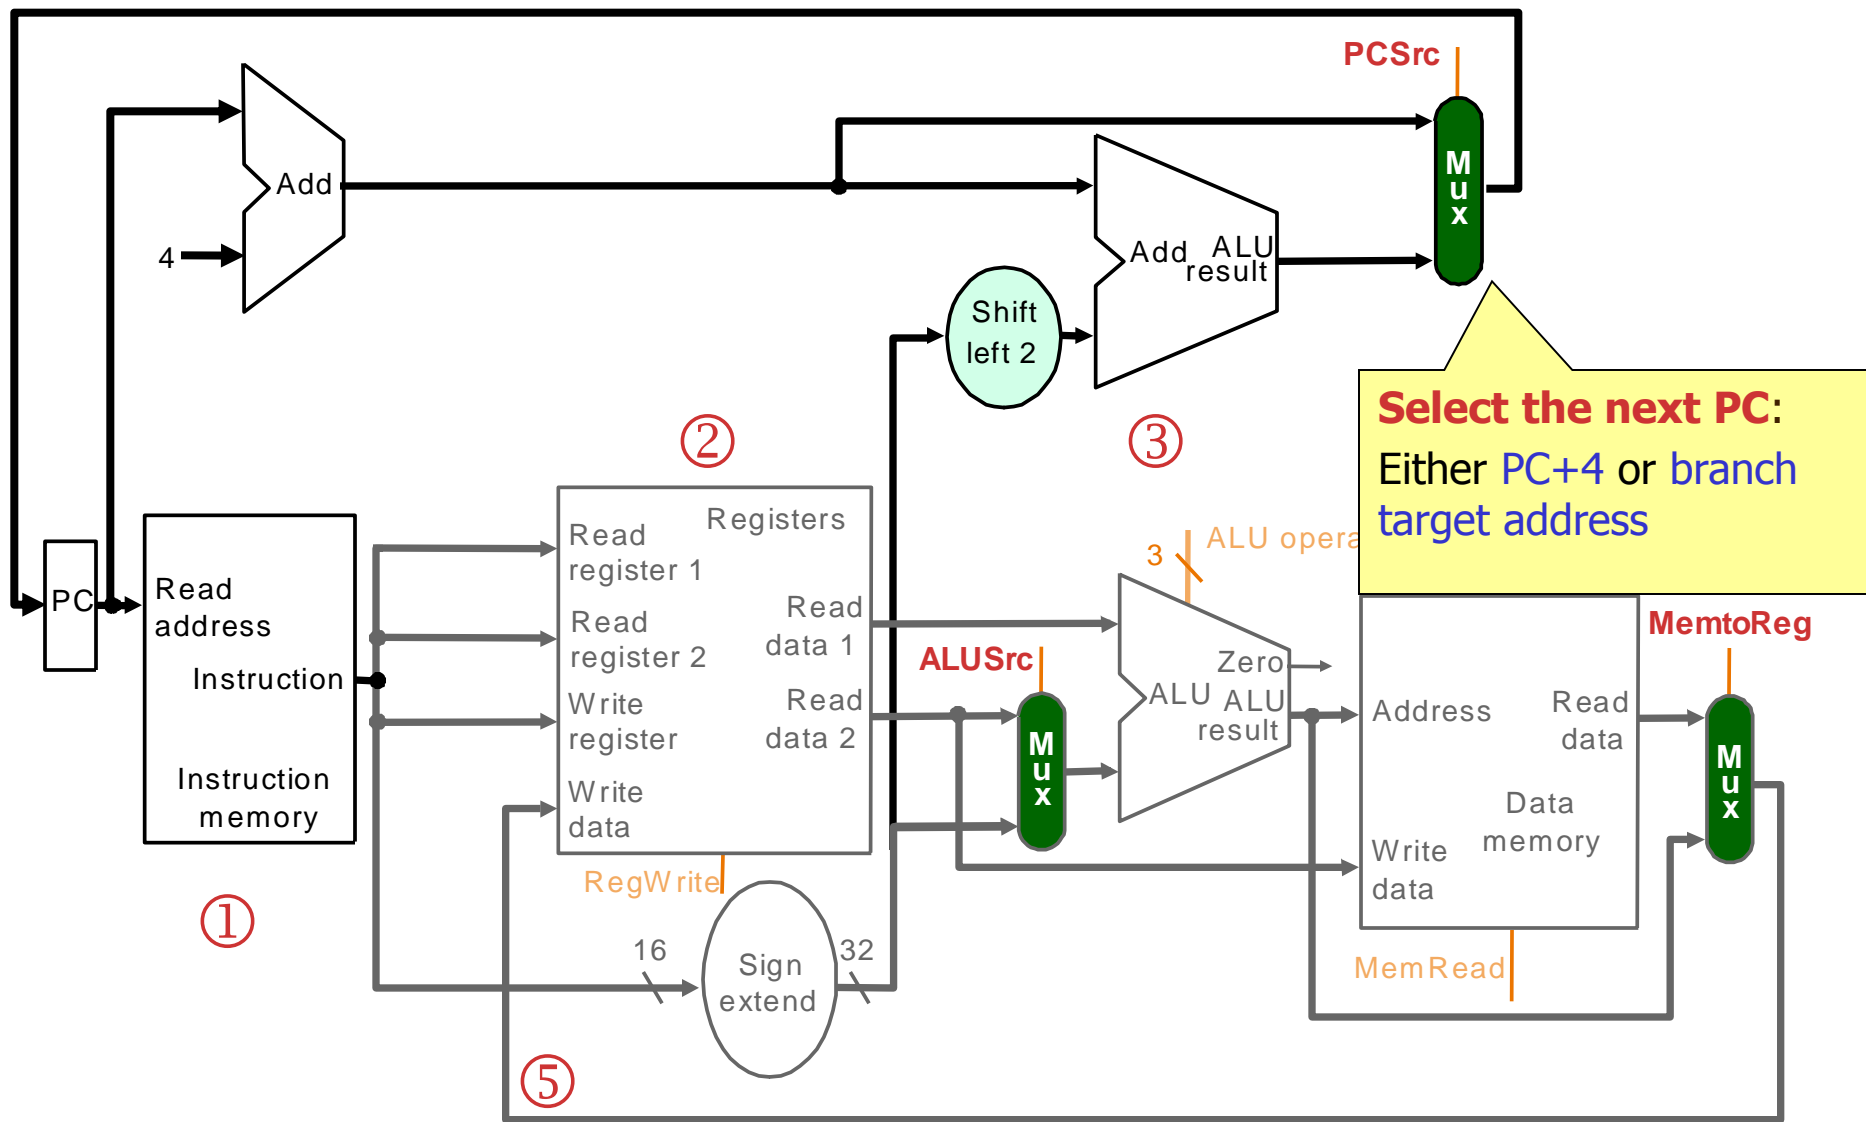 PCSrc
M
u
x
Add
4
Add
ALU
result
Shift
left 2
Select the next PC:
Either PC+4 or branch
target address
②
③
Registers
Read
register 1
Read
register 2
Write
register
Write
data
Read
data 1
Read
data 2
RegWrite
PC
Read
address
Instruction
Instruction
memory
①
3
ALU opera
ALUSrc
M
u
x
Zero
ALU
ALU
result
MemtoReg
Address
Read
data
Data
memory
Write
data
M
u
x
MemRead
16
Sign
extend
32
⑤